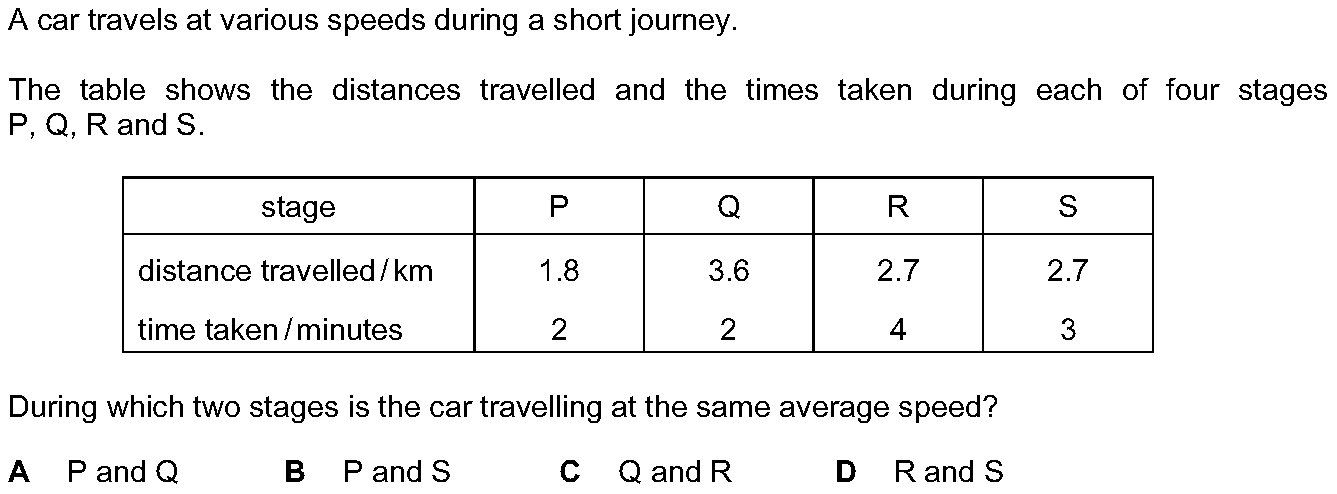 A car travels at various speeds during a short journey.
The table shows the distances travelled and the times taken during each of four stages
P, Q, R and S.
stage P Q R S
distance travelled / km 1.8 3.6 2.7 2.7
time taken / minutes 2 2 4 3
During which two stages is the car travelling at the same average speed?
A P and Q B P and S C Q and R D R and S